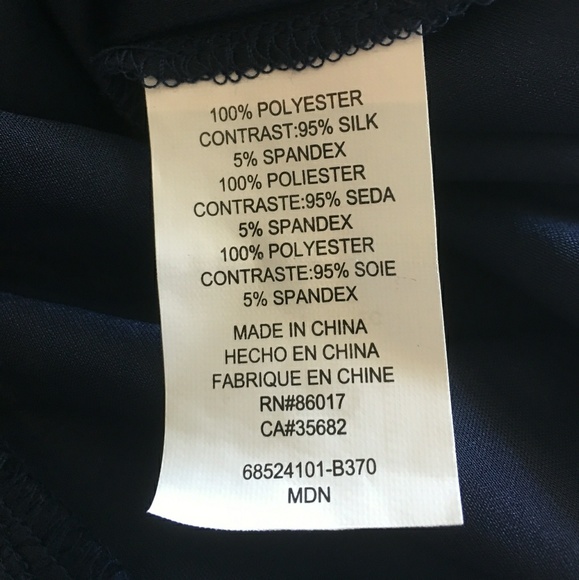 100% POLYESTER
CONTRAST:95% SILK
5% SPANDEX
100% POLIESTER
CONTRASTE:95% SEDA
5% SPANDEX
100% POLYESTER
CONTRASTE:95% SOIE
5% SPANDEX
MADE IN CHINA
HECHO EN CHINA
FABRIQUE EN CHINE
RN#86017
CA#35682
68524101-B370
MDN